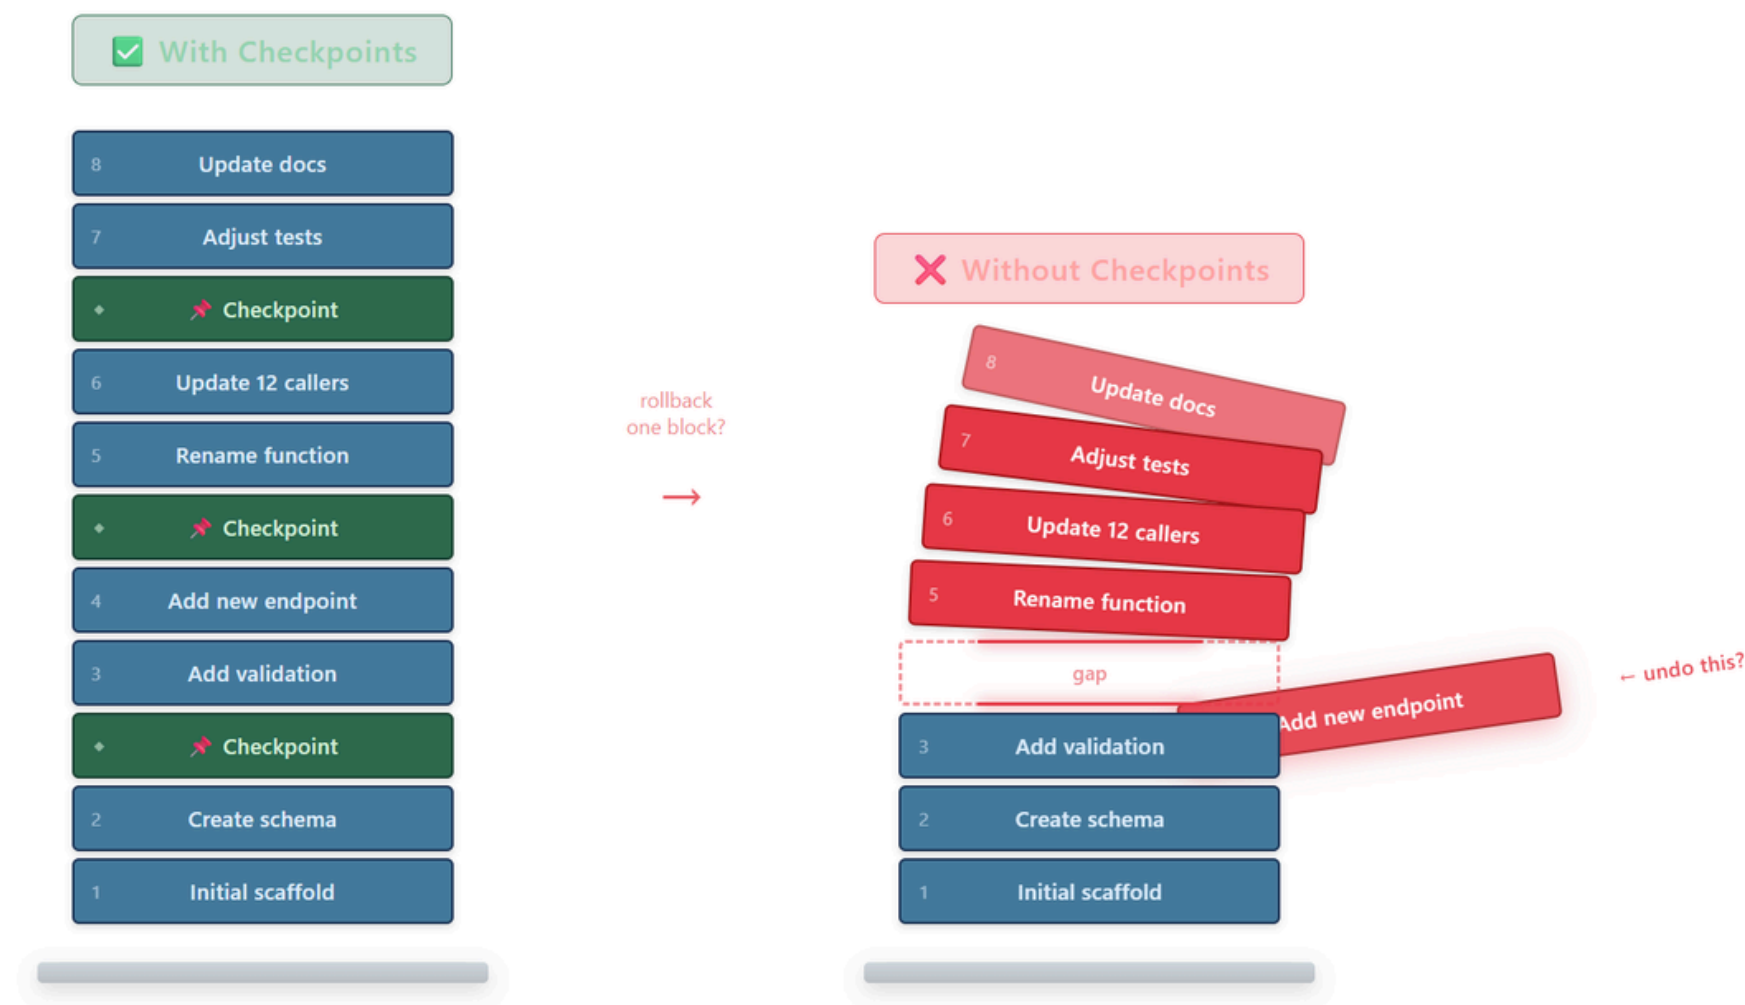 ✅ With Checkpoints
8 Update docs
7 Adjust tests
◆ 📌 Checkpoint
6 Update 12 callers
5 Rename function
◆ 📌 Checkpoint
4 Add new endpoint
3 Add validation
◆ 📌 Checkpoint
2 Create schema
1 Initial scaffold
rollback
one block?
→
❌ Without Checkpoints
8 Update docs
7 Adjust tests
6 Update 12 callers
5 Rename function
gap
Add new endpoint
← undo this?
3 Add validation
2 Create schema
1 Initial scaffold